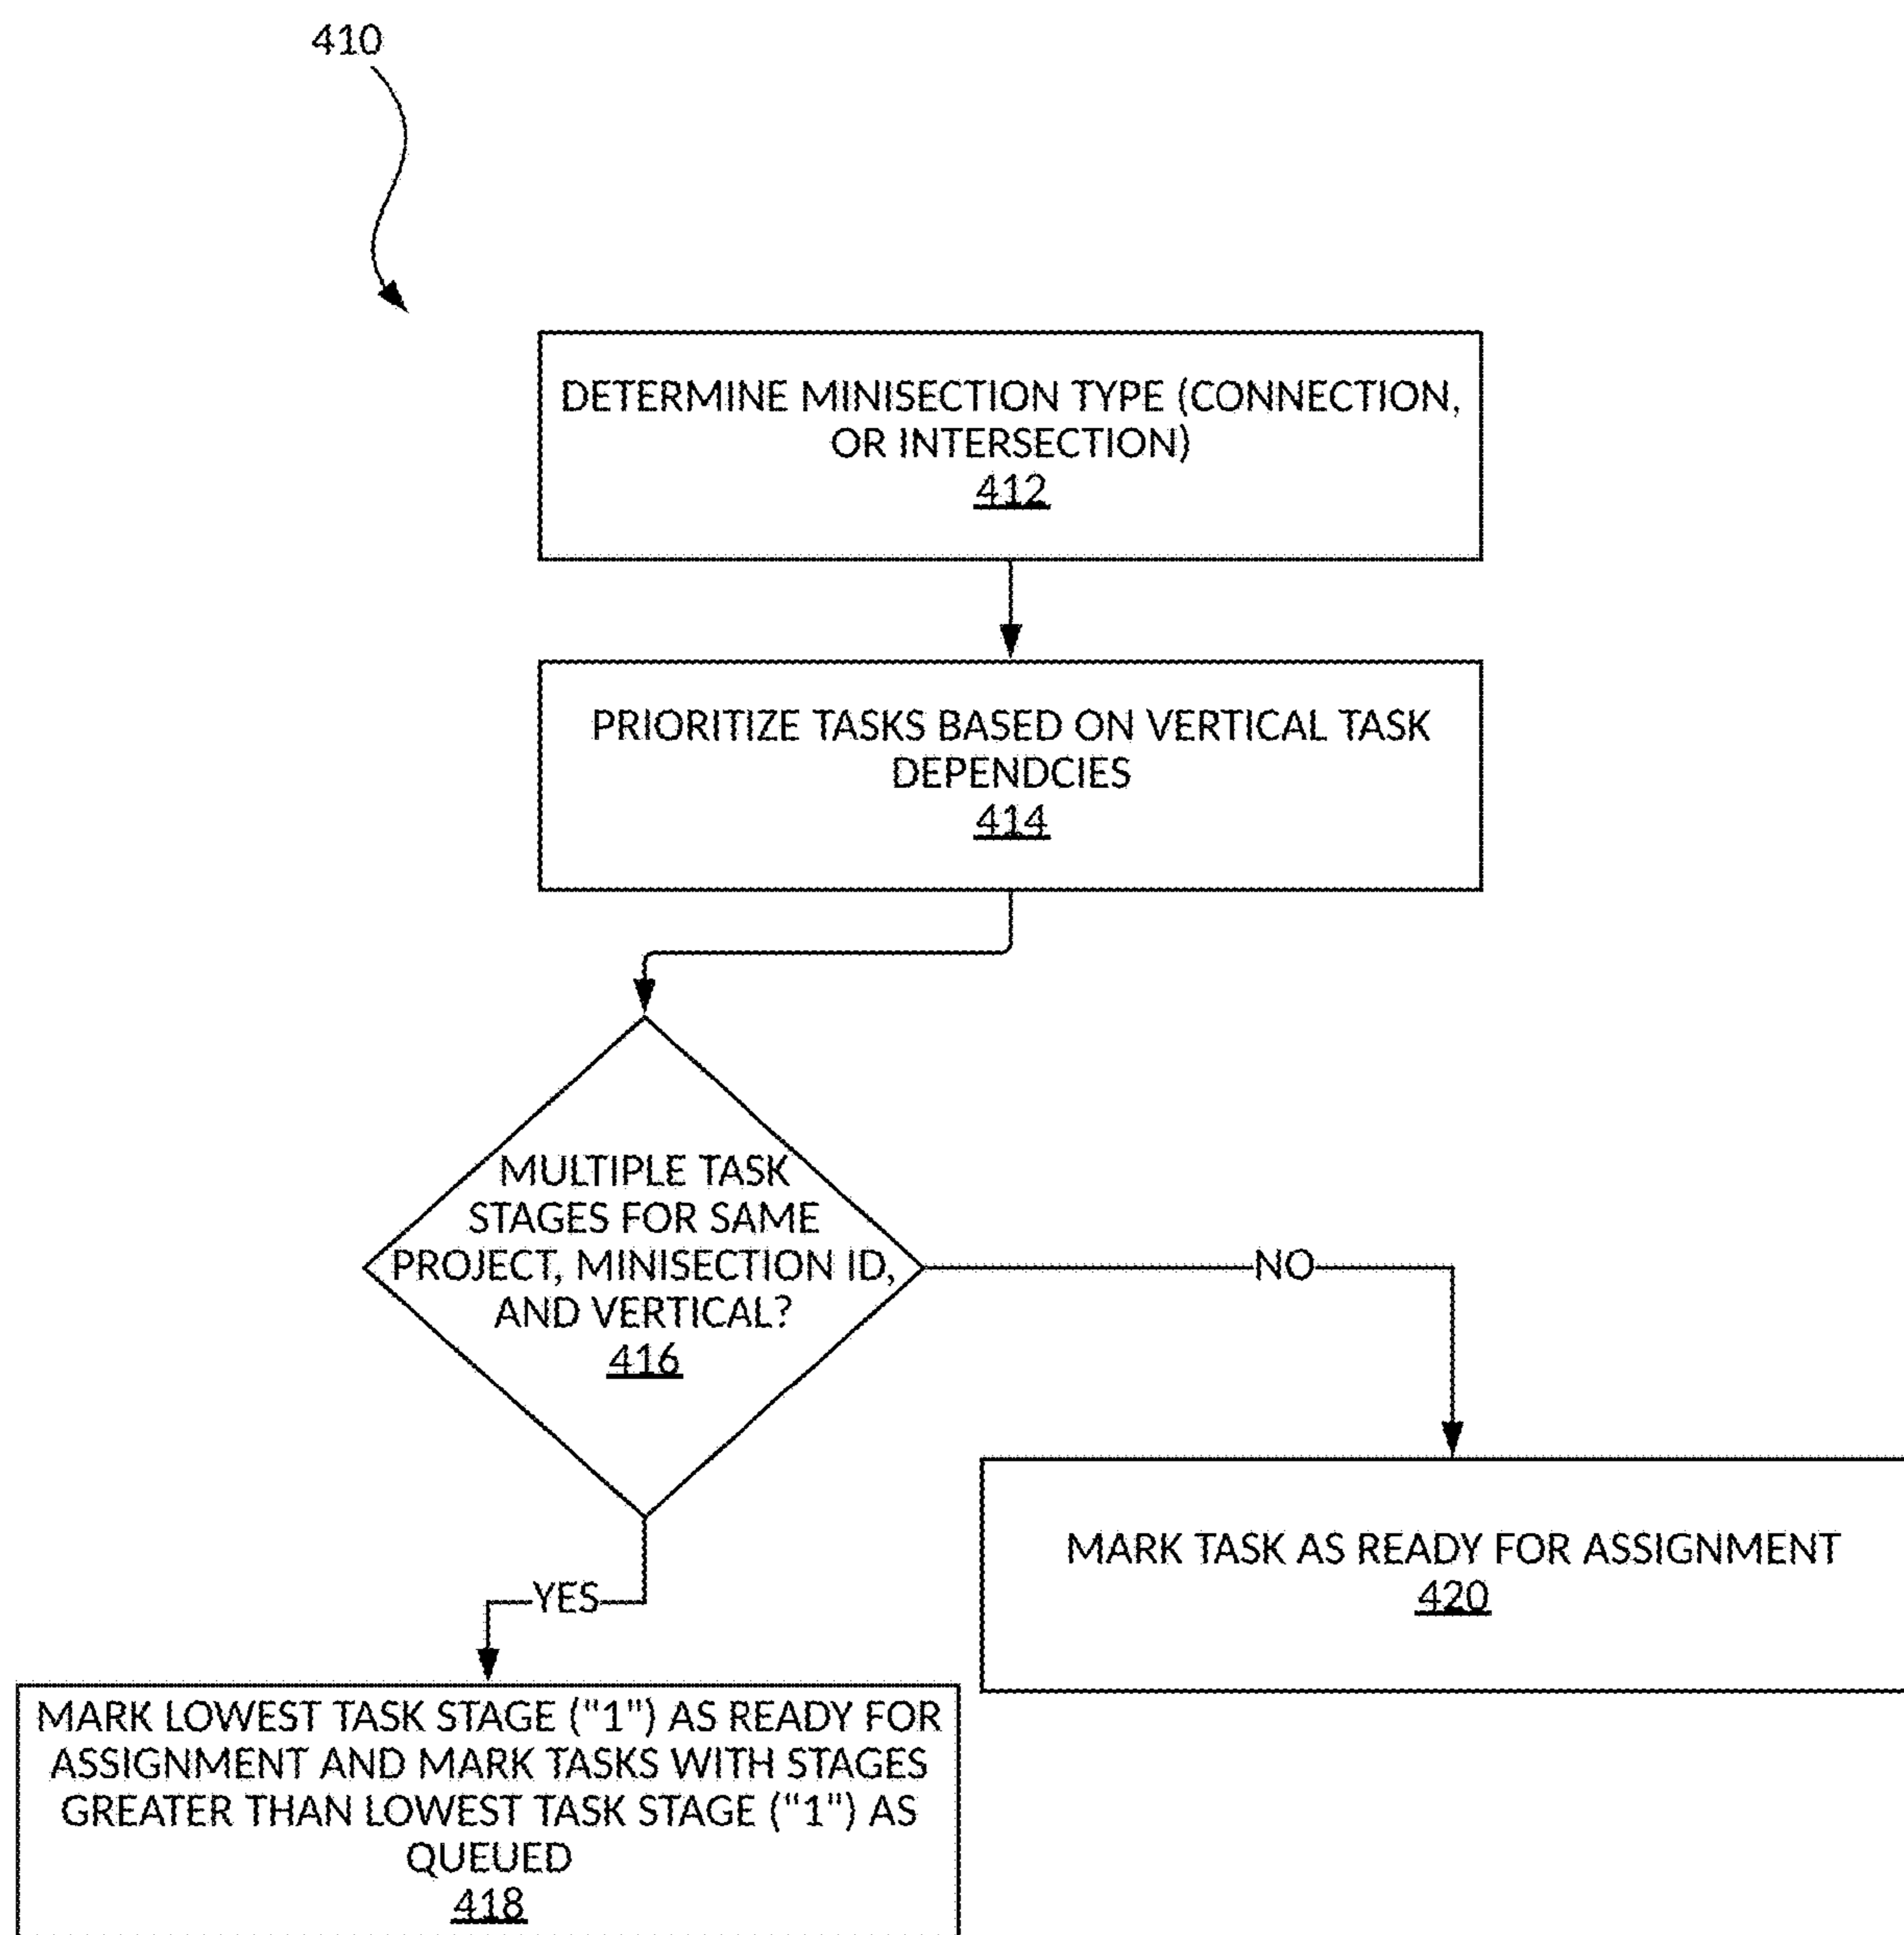 410
DETERMINE MINISECTION TYPE (CONNECTION,
OR INTERSECTION)
412
PRIORITIZE TASKS BASED ON VERTICAL TASK
DEPENDCIES
414
MULTIPLE TASK
STAGES FOR SAME
PROJECT, MINISECTION ID,
AND VERTICAL?
416
NO
MARK TASK AS READY FOR ASSIGNMENT
420
YES
MARK LOWEST TASK STAGE ("1") AS READY FOR
ASSIGNMENT AND MARK TASKS WITH STAGES
GREATER THAN LOWEST TASK STAGE ("1") AS
QUEUED
418